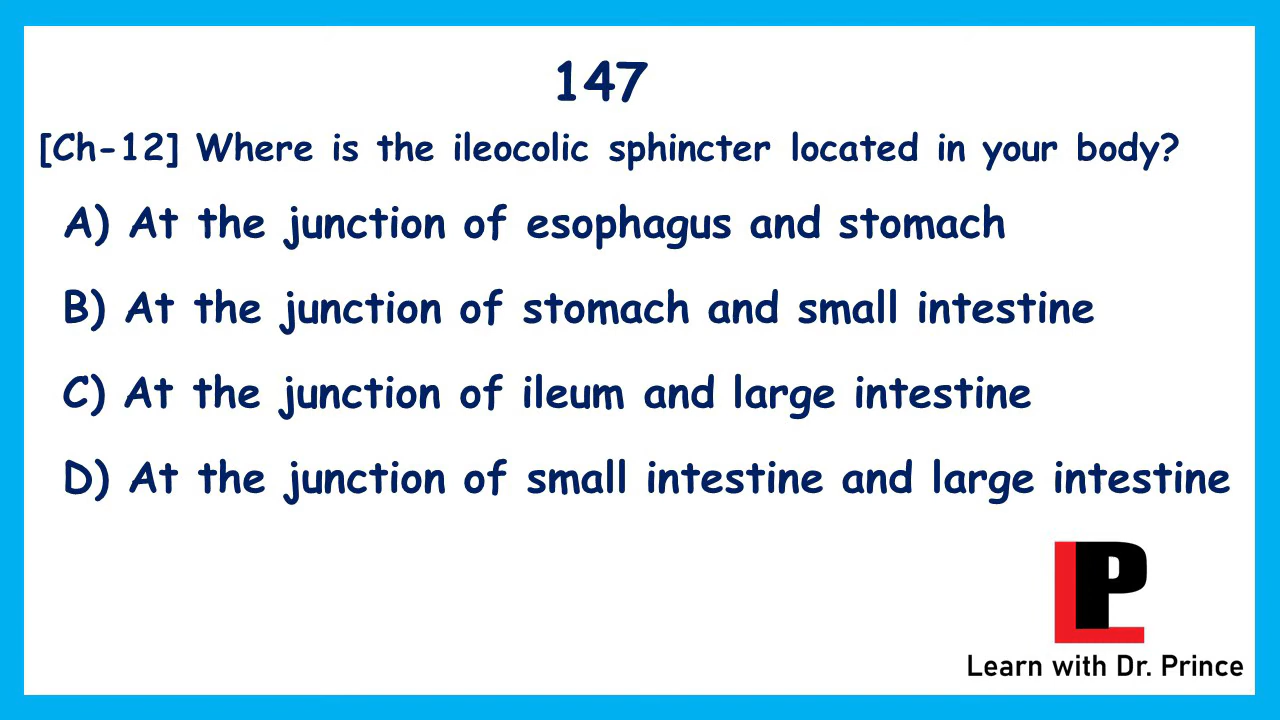 147
[Ch-12] Where is the ileocolic sphincter located in your body?
A) At the junction of esophagus and stomach
B) At the junction of stomach and small intestine
C) At the junction of ileum and large intestine
D) At the junction of small intestine and large intestine
LP
Learn with Dr. Prince